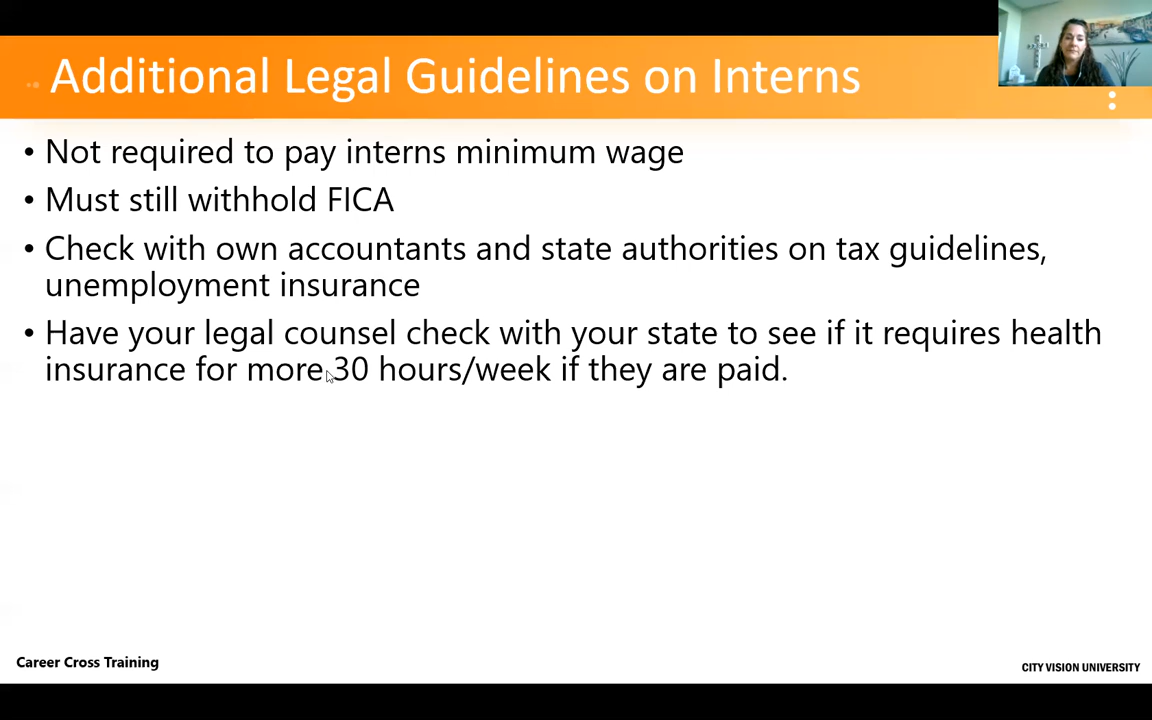 Additional Legal Guidelines on Interns
• Not required to pay interns minimum wage
• Must still withhold FICA
• Check with own accountants and state authorities on tax guidelines,
unemployment insurance
• Have your legal counsel check with your state to see if it requires health
insurance for more 30 hours/week if they are paid.
Career Cross Training
CITY VISION UNIVERSITY